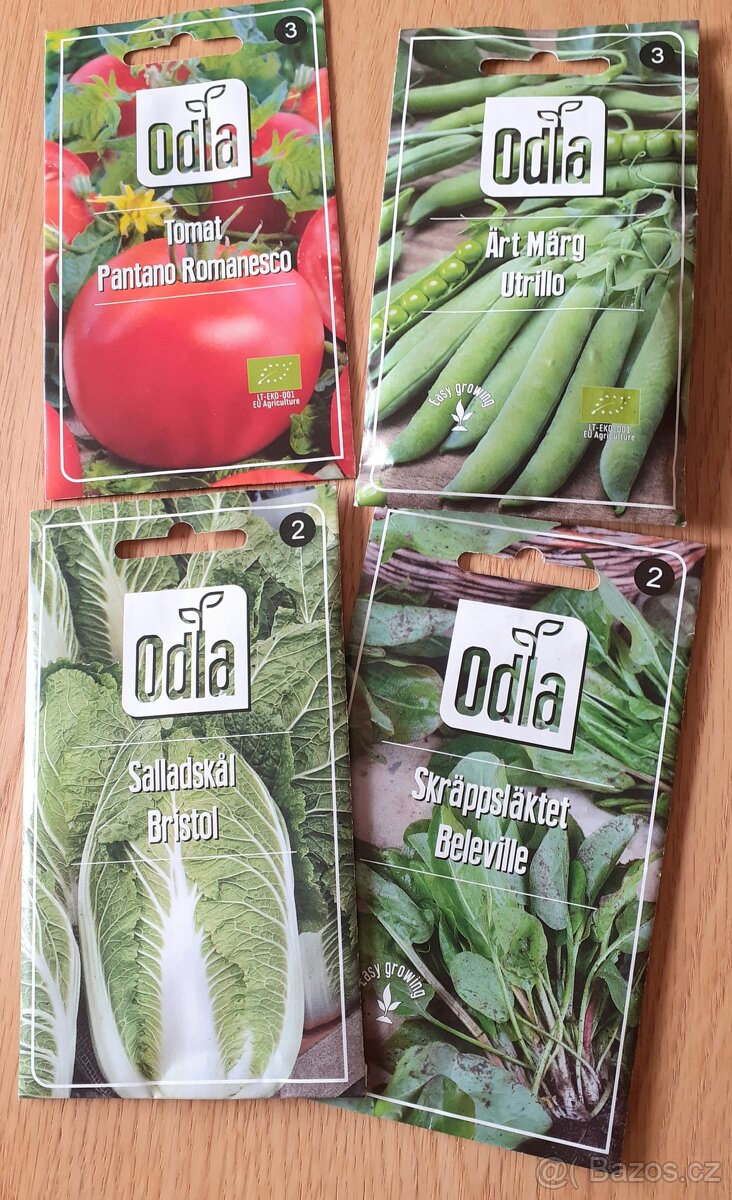 3
Odla
Tomat
Pantano Romanesco
LT-EKO-001
EU Agriculture
3
Odla
Ärt Märg
Utrillo
Easy growing
LT-EKO-001
EU Agriculture
2
Odla
Salladskål
Bristol
2
Odla
Skräppsläktet
Beleville
Easy growing
Bazos.cz